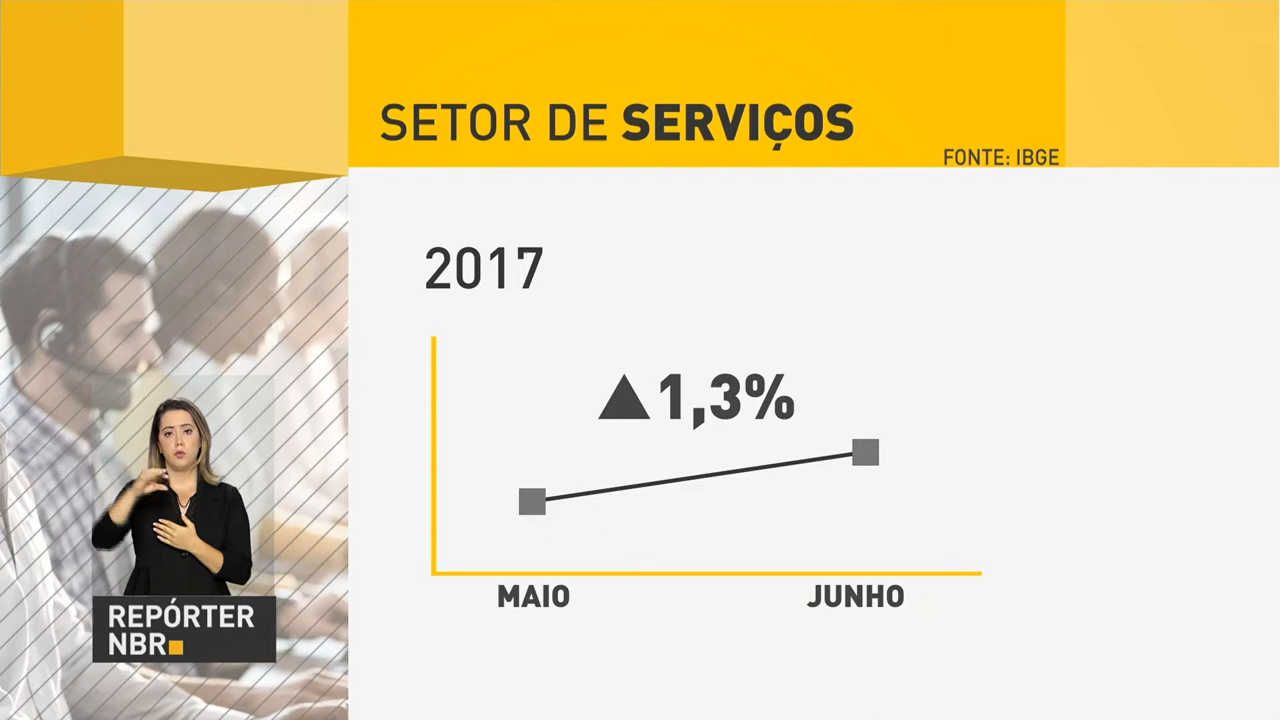 SETOR DE SERVIÇOS
FONTE: IBGE
2017
▲1,3%
MAIO
JUNHO
REPÓRTER
NBR